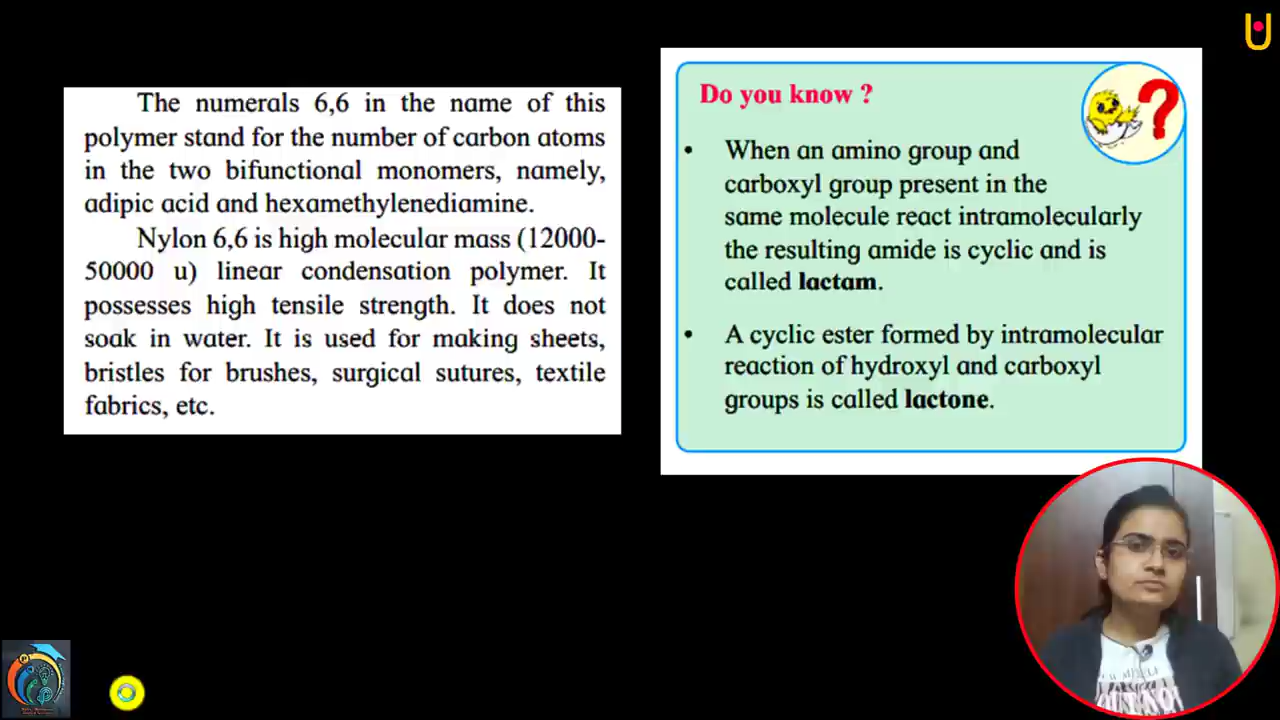 The numerals 6,6 in the name of this
polymer stand for the number of carbon atoms
in the two bifunctional monomers, namely,
adipic acid and hexamethylenediamine.
Nylon 6,6 is high molecular mass (12000-
50000 u) linear condensation polymer. It
possesses high tensile strength. It does not
soak in water. It is used for making sheets,
bristles for brushes, surgical sutures, textile
fabrics, etc.
Do you know ?
• When an amino group and
carboxyl group present in the
same molecule react intramolecularly
the resulting amide is cyclic and is
called lactam.
• A cyclic ester formed by intramolecular
reaction of hydroxyl and carboxyl
groups is called lactone.